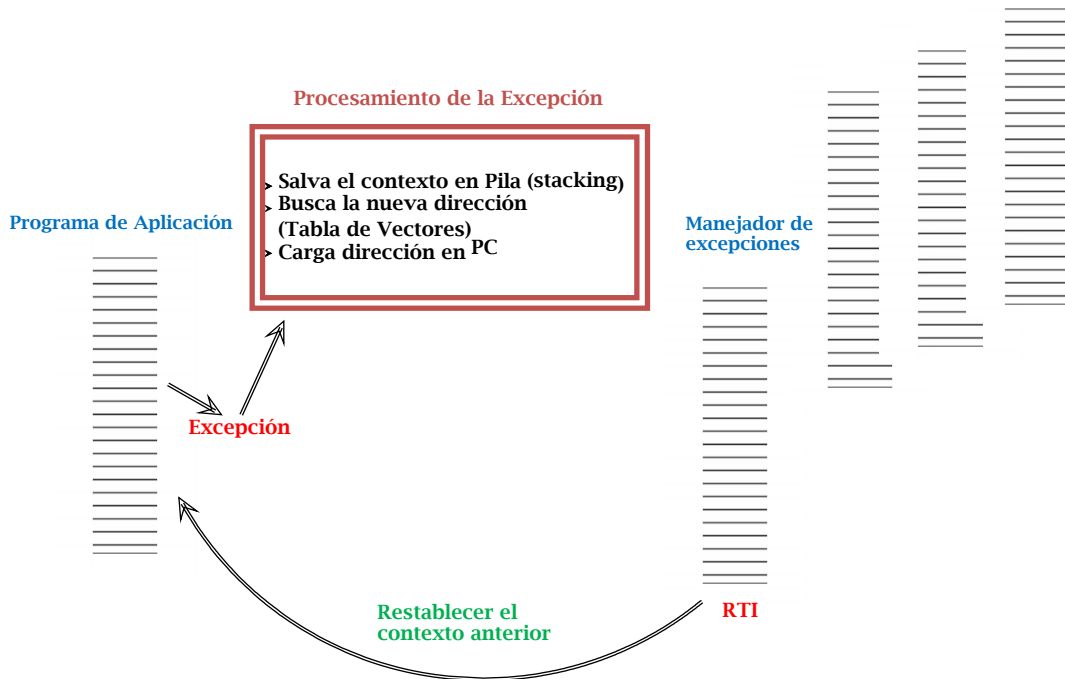 Procesamiento de la Excepción
Salva el contexto en Pila (stacking)
Busca la nueva dirección
(Tabla de Vectores)
Carga dirección en PC
Programa de Aplicación
Manejador de
excepciones
Excepción
Restablecer el
contexto anterior
RTI